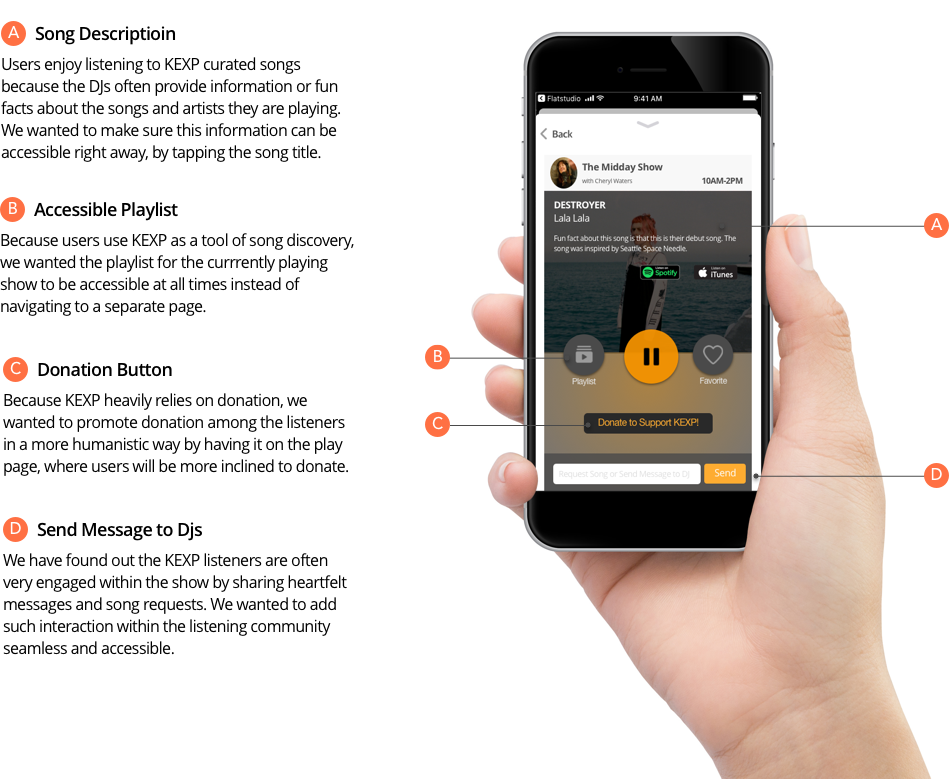 A Song Descriptioin
Users enjoy listening to KEXP curated songs
because the DJs often provide information or fun
facts about the songs and artists they are playing.
We wanted to make sure this information can be
accessible right away, by tapping the song title.
B Accessible Playlist
Because users use KEXP as a tool of song discovery,
we wanted the playlist for the currrently playing
show to be accessible at all times instead of
navigating to a separate page.
C Donation Button
Because KEXP heavily relies on donation, we
wanted to promote donation among the listeners
in a more humanistic way by having it on the play
page, where users will be more inclined to donate.
D Send Message to Djs
We have found out the KEXP listeners are often
very engaged within the show by sharing heartfelt
messages and song requests. We wanted to add
such interaction within the listening community
seamless and accessible.
Flatstudio 9:41 AM
Back
The Midday Show
with Cheryl Waters 10AM-2PM
DESTROYER
Lala Lala
Fun fact about this song is that this is their debut song. The
song was inspired by Seattle Space Needle.
Spotify iTunes
Playlist Favorite
Donate to Support KEXP!
Request Song or Send Message to DJ Send
A
B
C
D